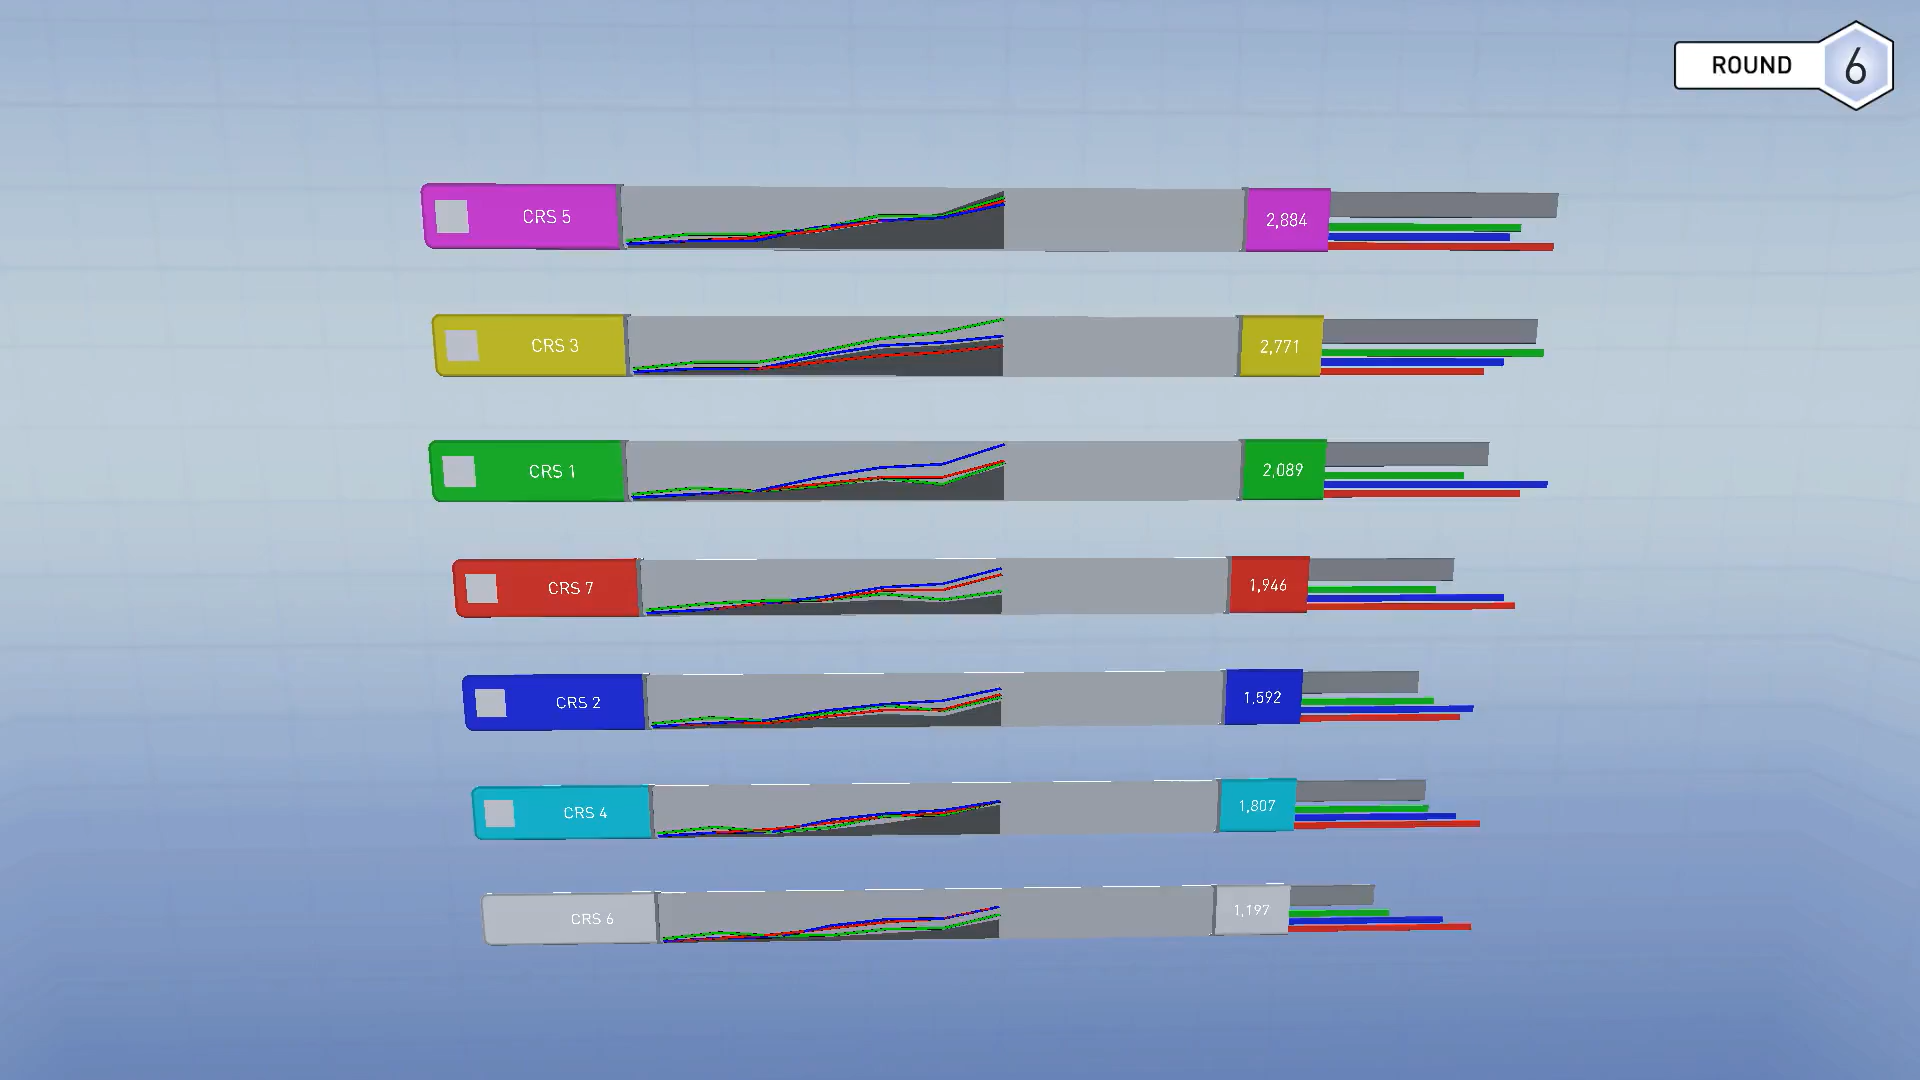 ROUND 6
CRS 5 2,884
CRS 3 2,771
CRS 1 2,089
CRS 7 1,946
CRS 2 1,592
CRS 4 1,807
CRS 6 1,197